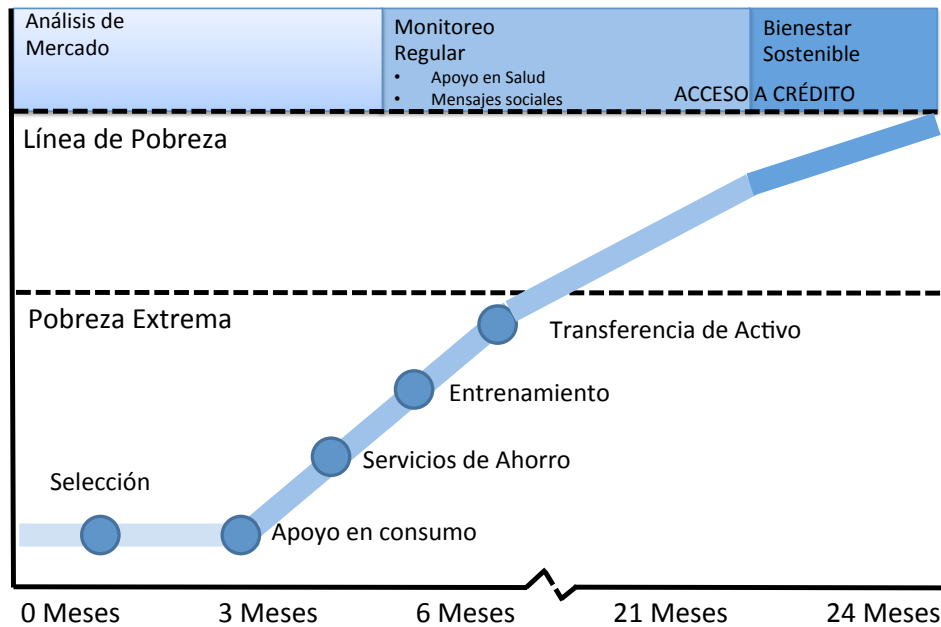 Análisis de
Mercado
Monitoreo
Regular
• Apoyo en Salud
• Mensajes sociales
Bienestar
Sostenible
ACCESO A CRÉDITO
Línea de Pobreza
Pobreza Extrema
Transferencia de Activo
Entrenamiento
Servicios de Ahorro
Selección
Apoyo en consumo
0 Meses
3 Meses
6 Meses
21 Meses
24 Meses